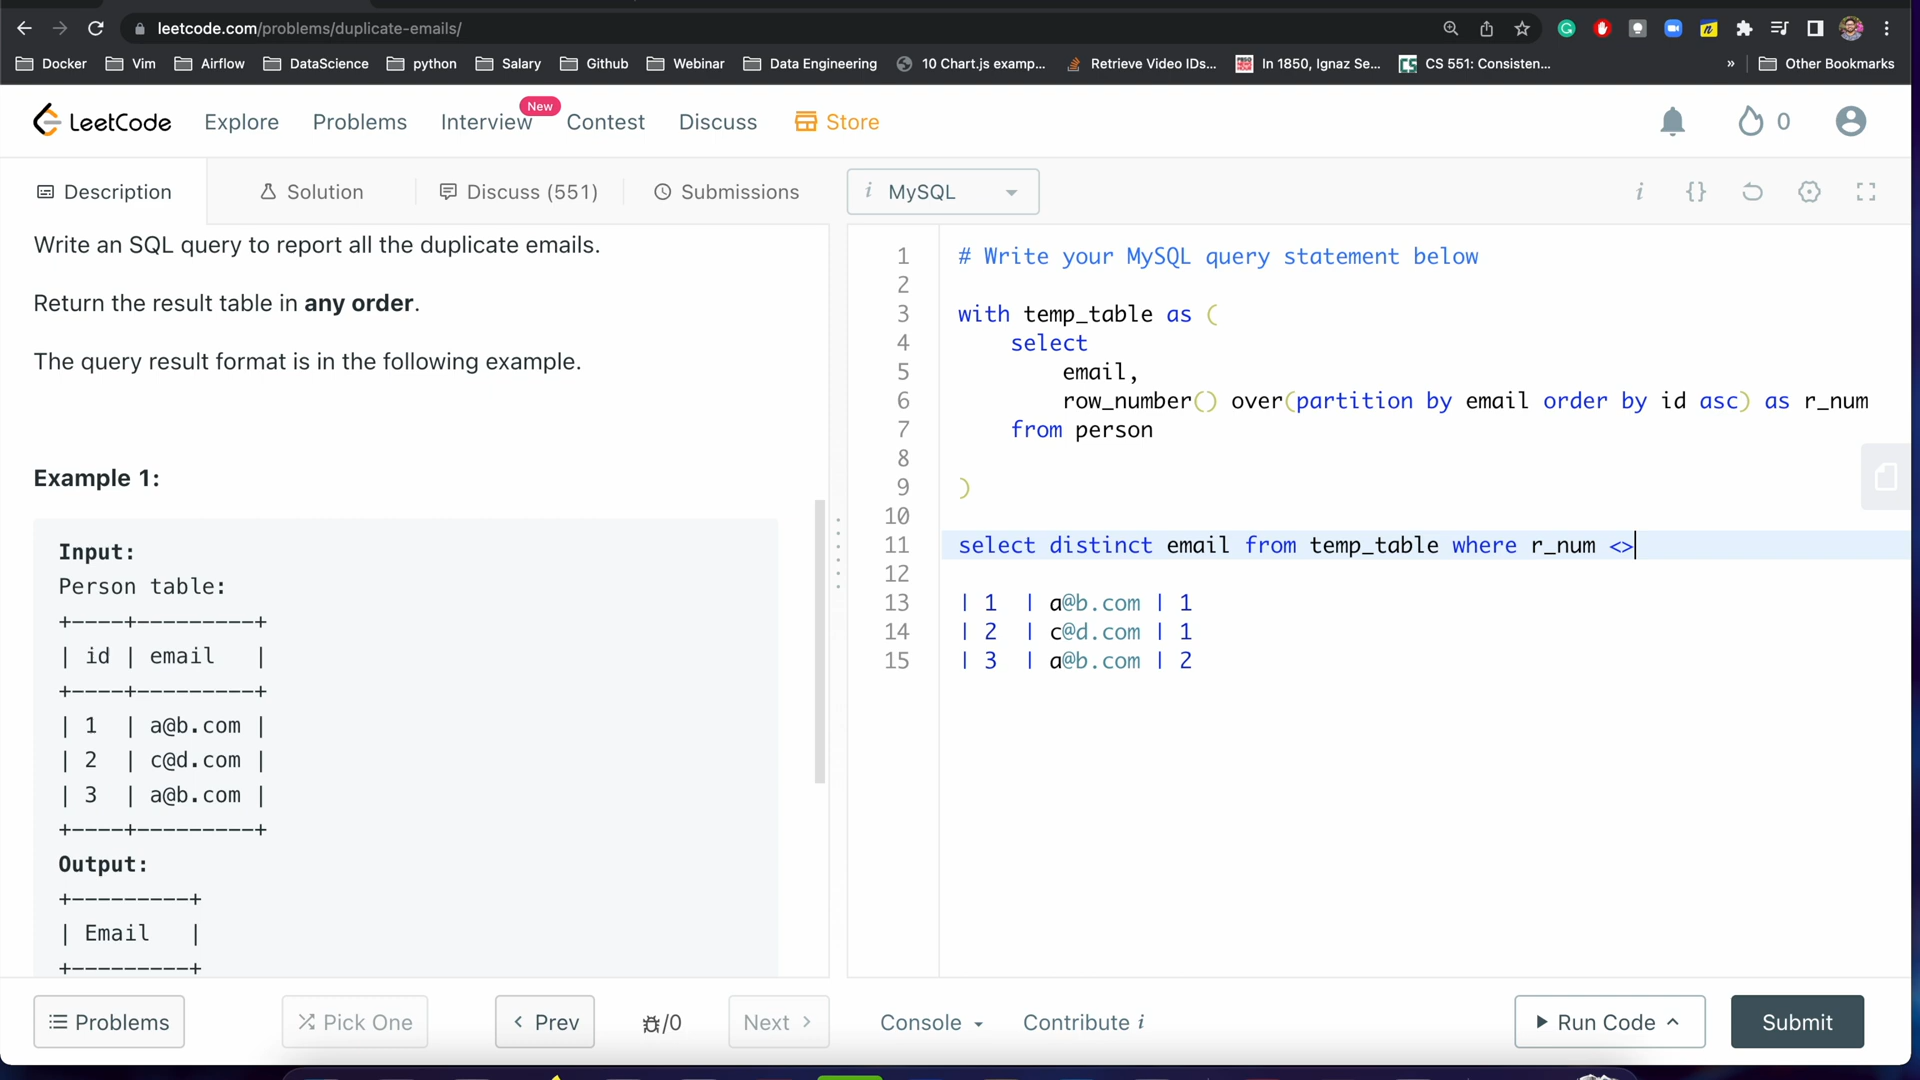 leetcode.com/problems/duplicate-emails/
Docker Vim Airflow DataScience python Salary Github Webinar Data Engineering 10 Chart.js examp... Retrieve Video IDs... In 1850, Ignaz Se... CS 551: Consisten... » Other Bookmarks
LeetCode Explore Problems Interview New Contest Discuss Store 0
Description Solution Discuss (551) Submissions i MySQL i {}
Write an SQL query to report all the duplicate emails.
Return the result table in any order.
The query result format is in the following example.
Example 1:
Input:
Person table:
+----+---------+
| id | email   |
+----+---------+
| 1  | a@b.com |
| 2  | c@d.com |
| 3  | a@b.com |
+----+---------+
Output:
+---------+
| Email   |
+---------+
1 # Write your MySQL query statement below
2
3 with temp_table as (
4     select
5         email,
6         row_number() over(partition by email order by id asc) as r_num
7     from person
8
9 )
10
11 select distinct email from temp_table where r_num <>
12
13 | 1  | a@b.com | 1
14 | 2  | c@d.com | 1
15 | 3  | a@b.com | 2
Problems Pick One < Prev /0 Next > Console Contribute i Run Code Submit